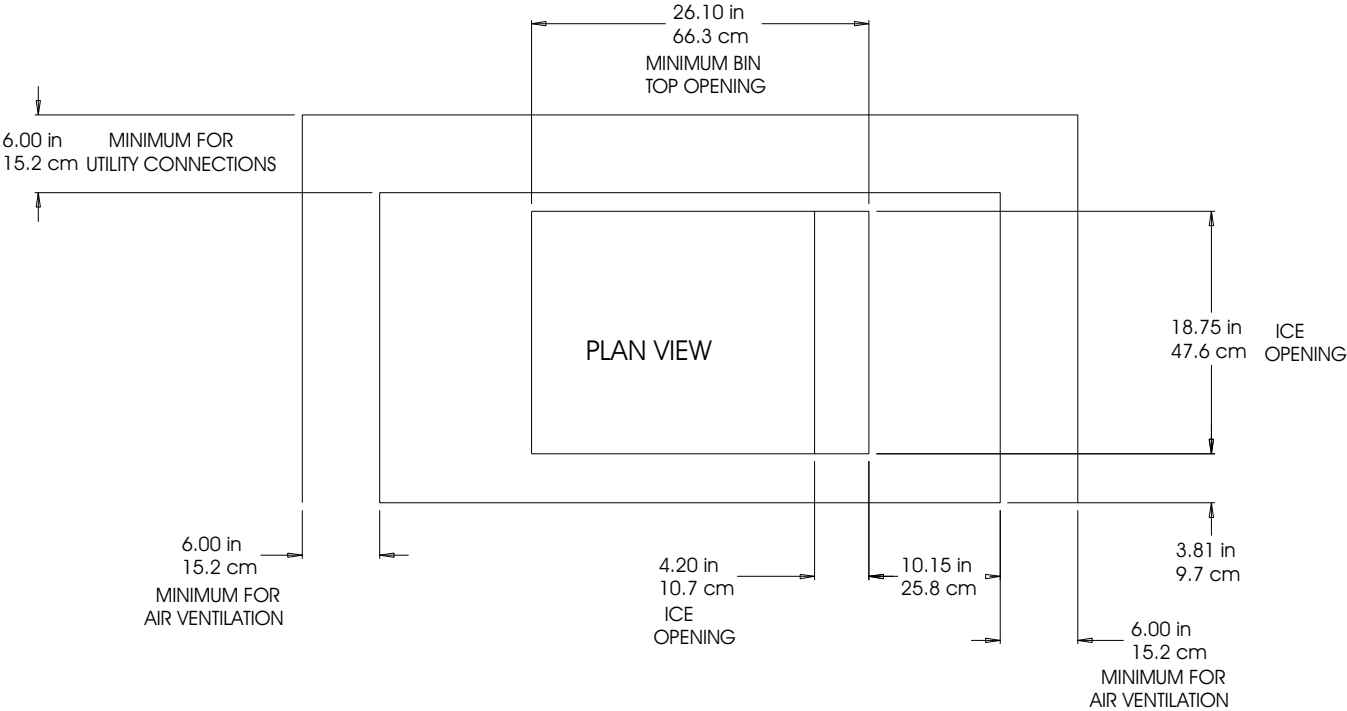 26.10 in
66.3 cm
MINIMUM BIN
TOP OPENING
6.00 in
15.2 cm
MINIMUM FOR
UTILITY CONNECTIONS
PLAN VIEW
18.75 in
47.6 cm
ICE
OPENING
6.00 in
15.2 cm
MINIMUM FOR
AIR VENTILATION
4.20 in
10.7 cm
ICE
OPENING
10.15 in
25.8 cm
3.81 in
9.7 cm
6.00 in
15.2 cm
MINIMUM FOR
AIR VENTILATION